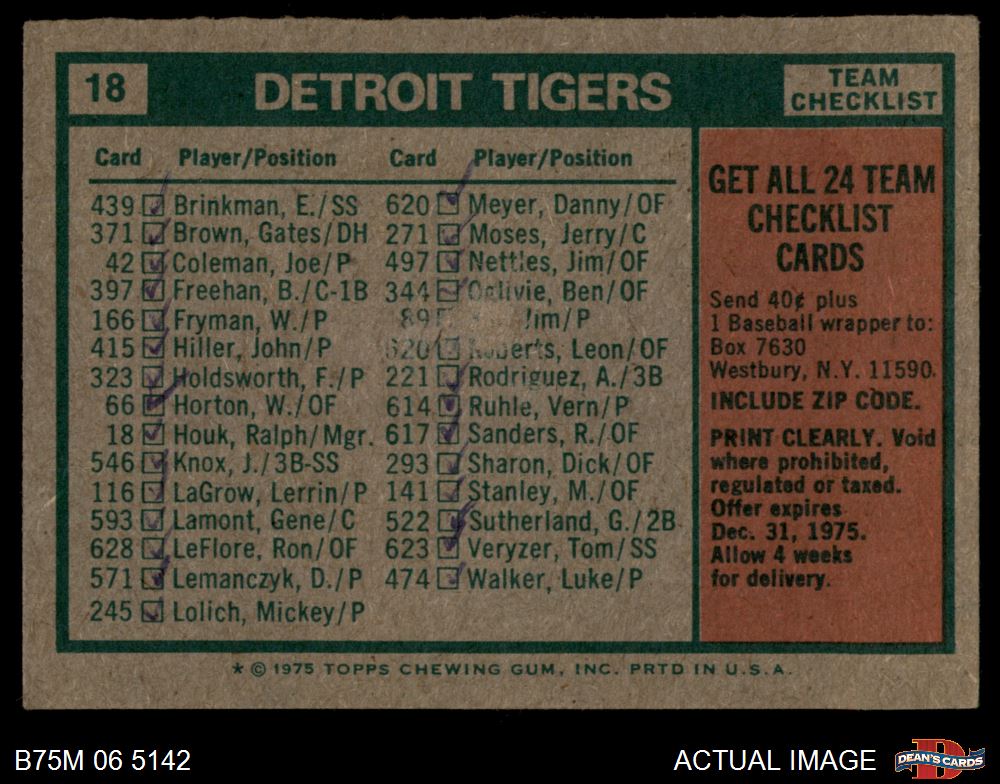 18
DETROIT TIGERS
TEAM
CHECKLIST
Card Player/Position
439 Brinkman, E./SS
371 Brown, Gates/DH
42 Coleman, Joe/P
397 Freehan, B./C-1B
166 Fryman, W./P
415 Hiller, John/P
323 Holdsworth, F./P
66 Horton, W./OF
18 Houk, Ralph/Mgr.
546 Knox, J./3B-SS
116 LaGrow, Lerrin/P
593 Lamont, Gene/C
628 LeFlore, Ron/OF
571 Lemanczyk, D./P
245 Lolich, Mickey/P
Card Player/Position
620 Meyer, Danny/OF
271 Moses, Jerry/C
497 Nettles, Jim/OF
344 Oglivie, Ben/OF
89 Jim/P
620 Roberts, Leon/OF
221 Rodriguez, A./3B
614 Ruhle, Vern/P
617 Sanders, R./OF
293 Sharon, Dick/OF
141 Stanley, M./OF
522 Sutherland, G./2B
623 Veryzer, Tom/SS
474 Walker, Luke/P
GET ALL 24 TEAM
CHECKLIST
CARDS
Send 40¢ plus
1 Baseball wrapper to:
Box 7630
Westbury, N.Y. 11590.
INCLUDE ZIP CODE.
PRINT CLEARLY. Void
where prohibited,
regulated or taxed.
Offer expires
Dec. 31, 1975.
Allow 4 weeks
for delivery.
* © 1975 TOPPS CHEWING GUM, INC. PRTD IN U.S.A.
B75M 06 5142
ACTUAL IMAGE
DEAN'S CARDS